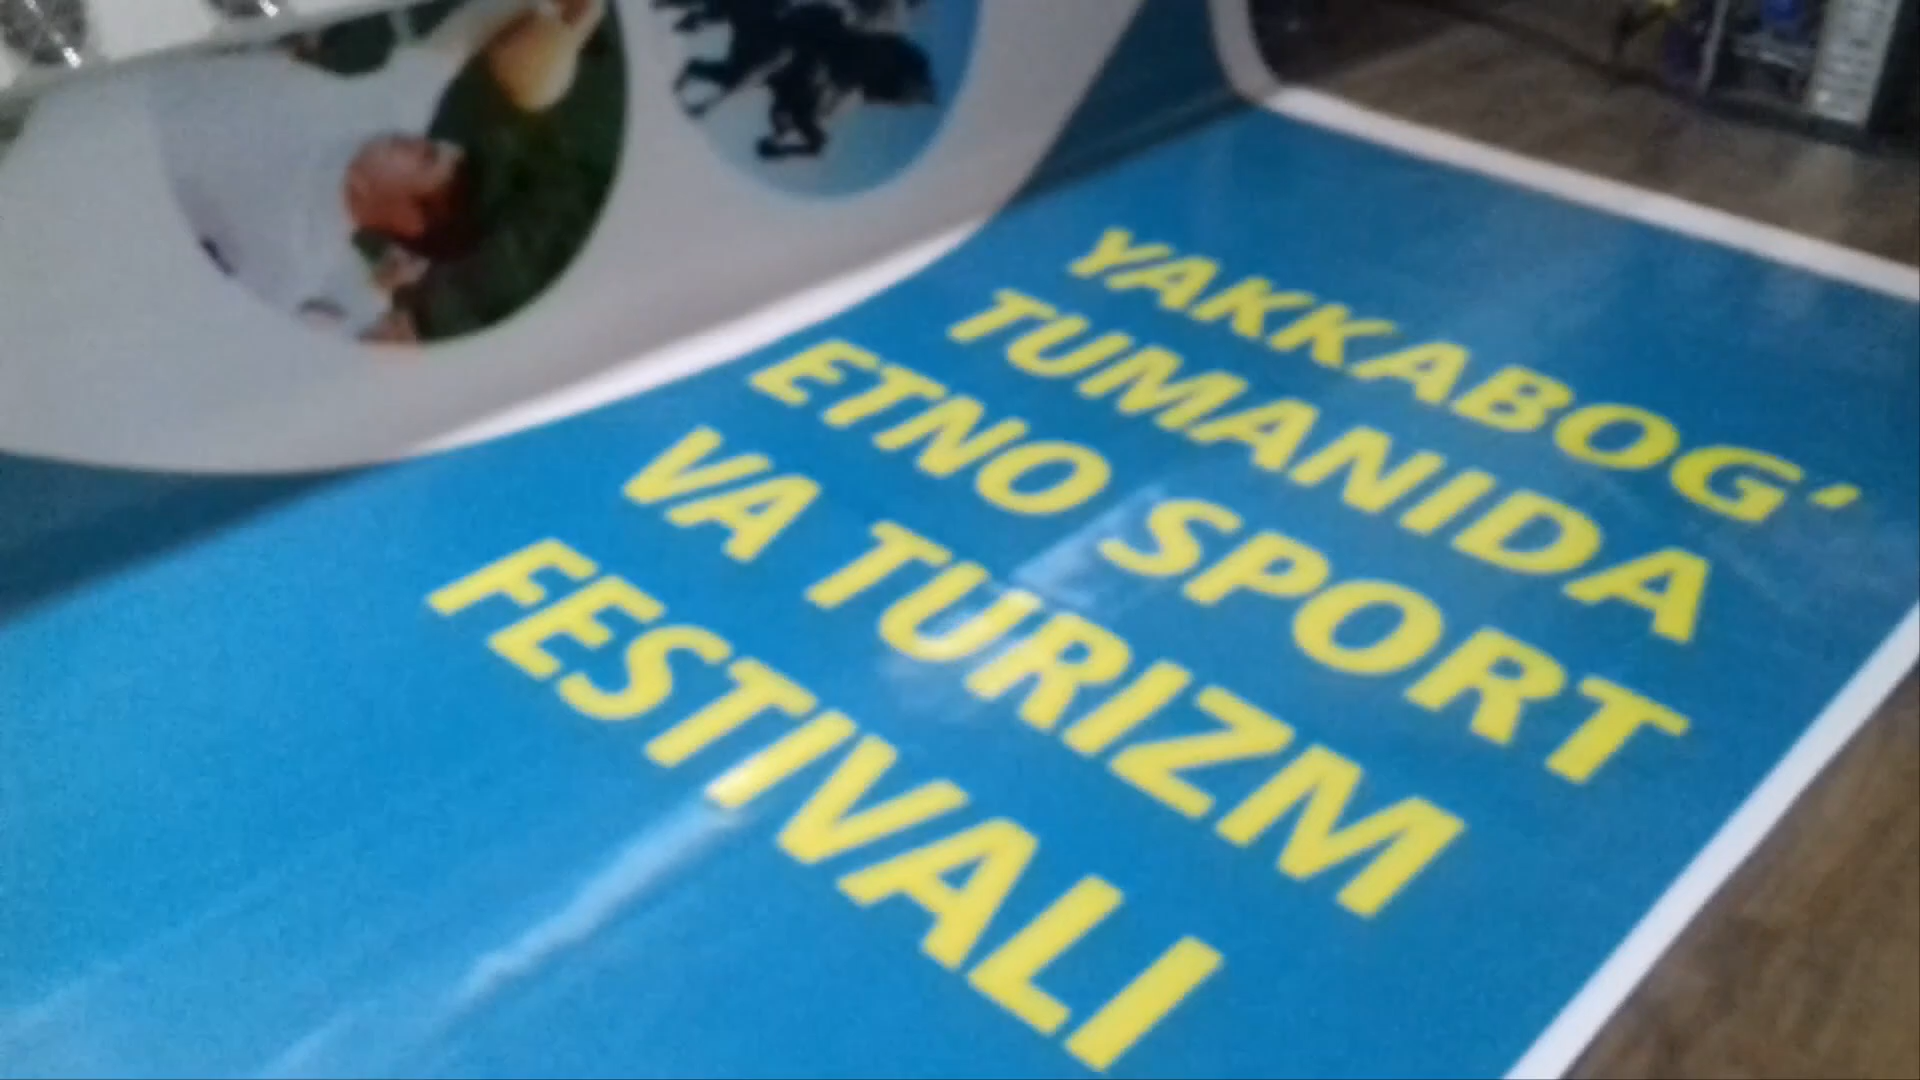 YAKKABOG'
TUMANIDA
ETNO SPORT
VA TURIZM
FESTIVALI